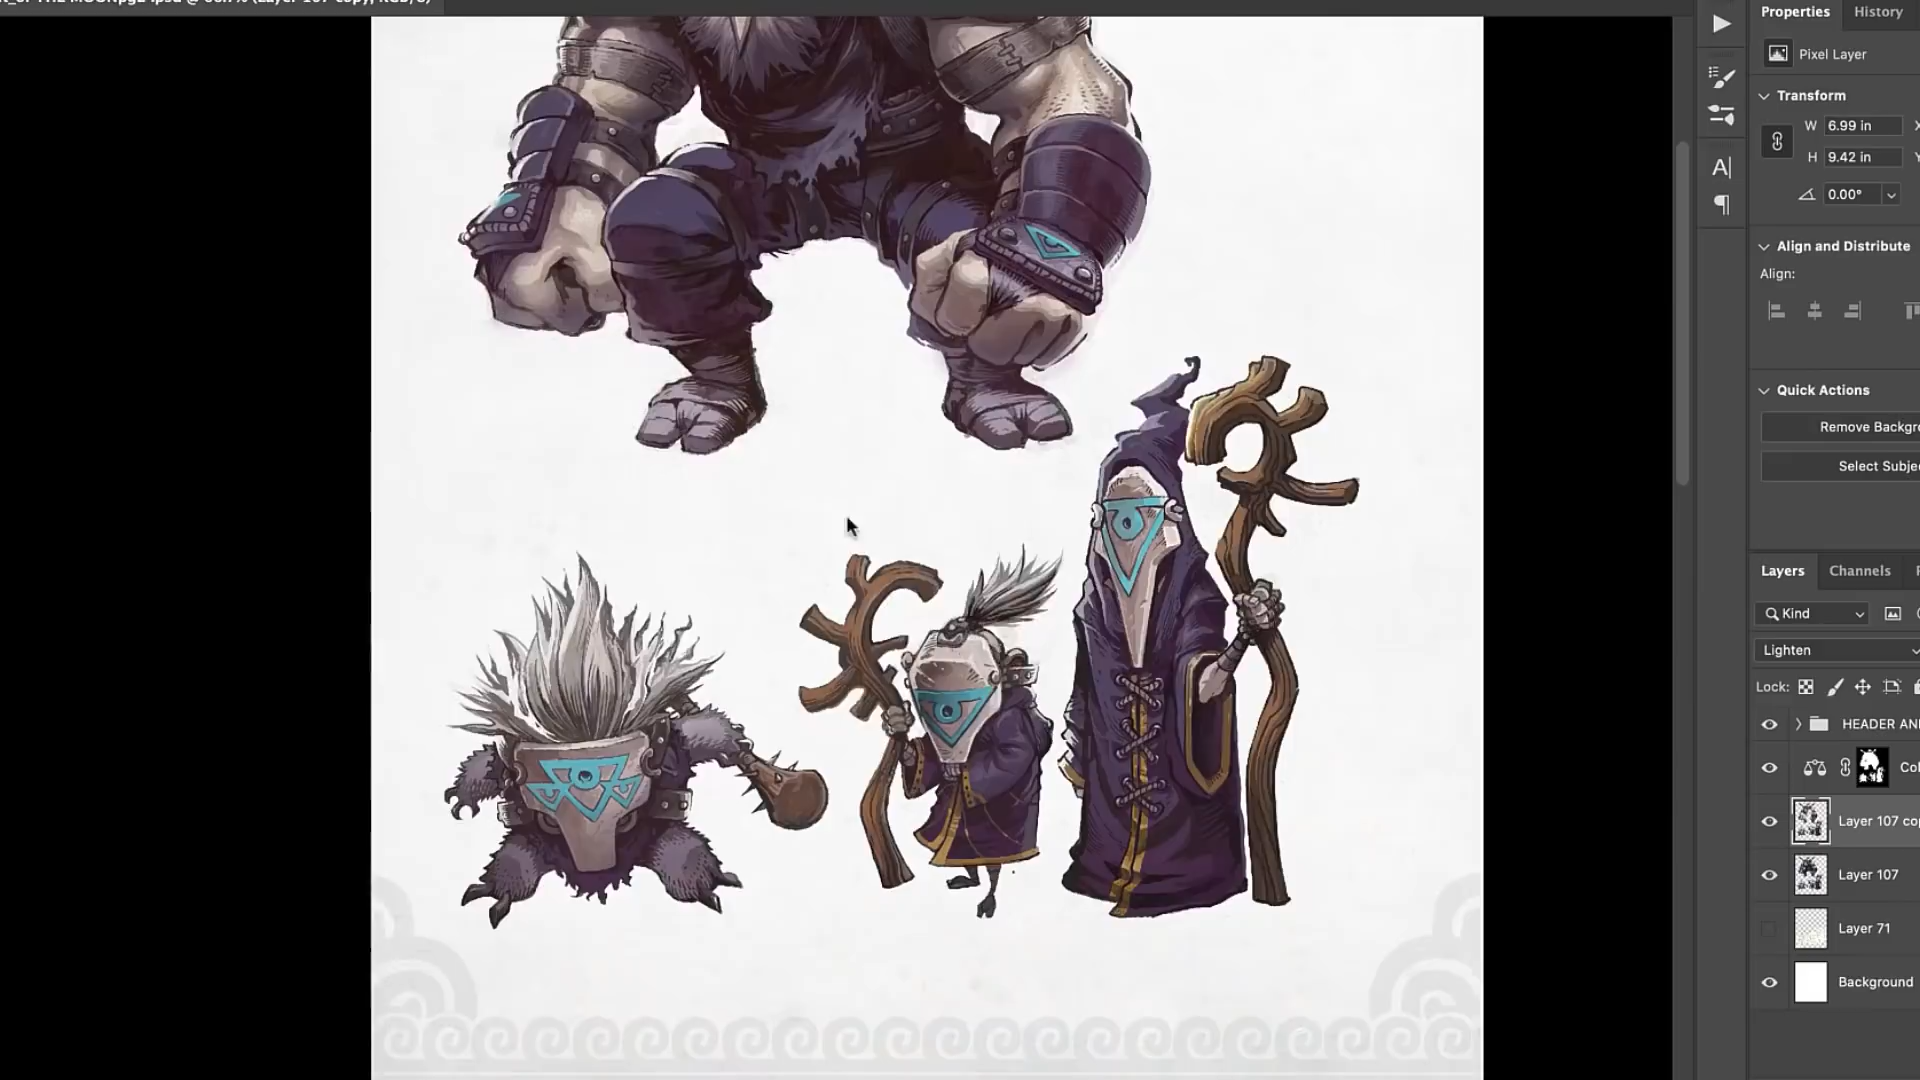 Properties History
Pixel Layer
Transform
W 6.99 in X
H 9.42 in Y
0.00°
Align and Distribute
Align:
Quick Actions
Remove Backgro
Select Subje
Layers Channels P
Kind
Lighten
Lock:
HEADER AN
Col
Layer 107 co
Layer 107
Layer 71
Background